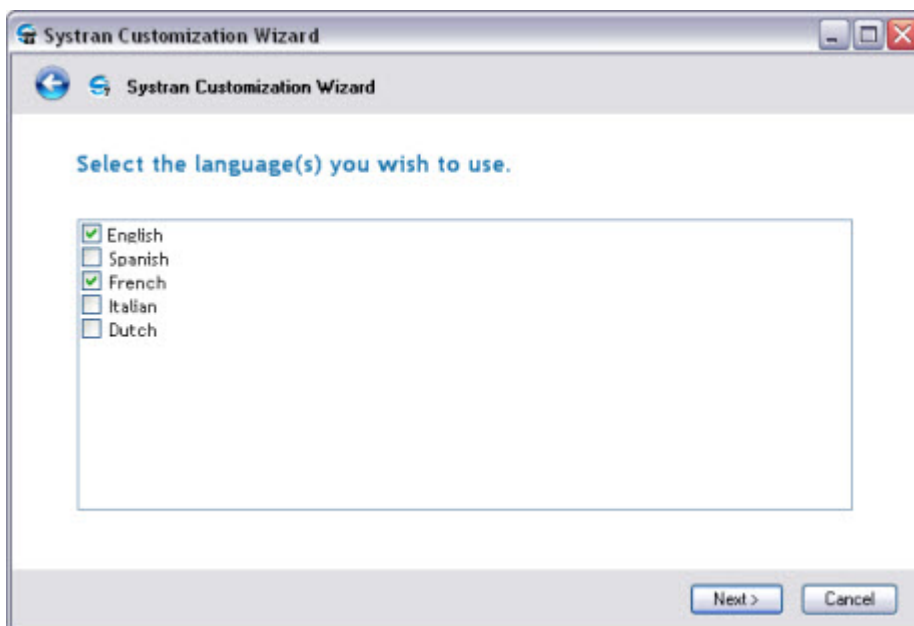 Systran Customization Wizard
Systran Customization Wizard
Select the language(s) you wish to use.
English
Spanish
French
Italian
Dutch
Next >
Cancel